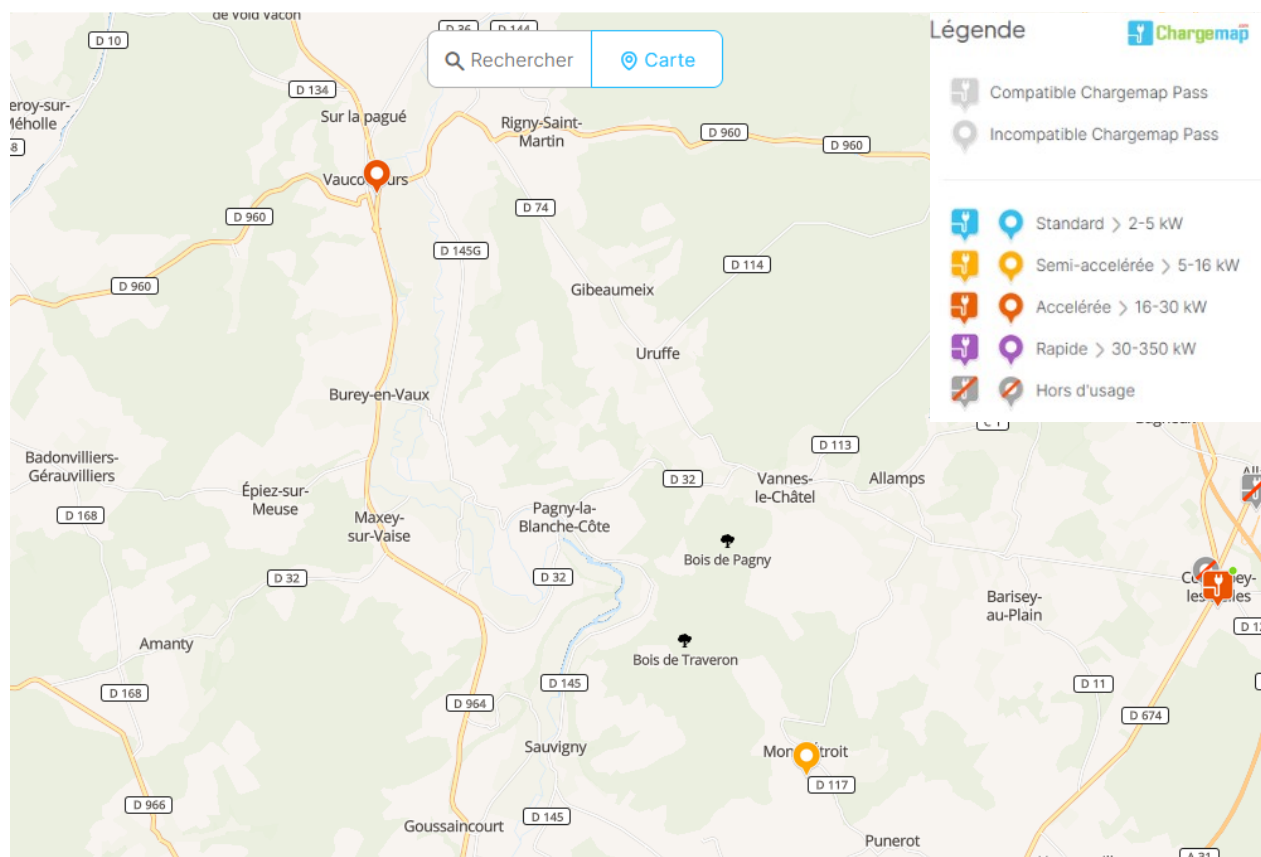 de Void Vacon
D 10
D 36
D 144
Rechercher
Carte
Légende
Chargemap
Compatible Chargemap Pass
Incompatible Chargemap Pass
Standard > 2-5 kW
Semi-accelérée > 5-16 kW
Accelérée > 16-30 kW
Rapide > 30-350 kW
Hors d'usage
D 134
eroy-sur-
Méholle
8
Sur la pagué
Rigny-Saint-
Martin
D 960
D 960
D 960
D 74
D 145G
D 114
D 960
Gibeaumeix
Uruffe
Burey-en-Vaux
D 113
Badonvilliers-
Gérauvilliers
D 168
Épiez-sur-
Meuse
Maxey-
sur-Vaise
Pagny-la-
Blanche-Côte
D 32
Vannes-
le-Châtel
Allamps
Bois de Pagny
D 32
D 32
Barisey-
au-Plain
les
Amanty
Bois de Traveron
D 168
D 145
D 964
D 11
D 674
Sauvigny
D 117
D 966
D 145
Goussaincourt
Punerot
A 31